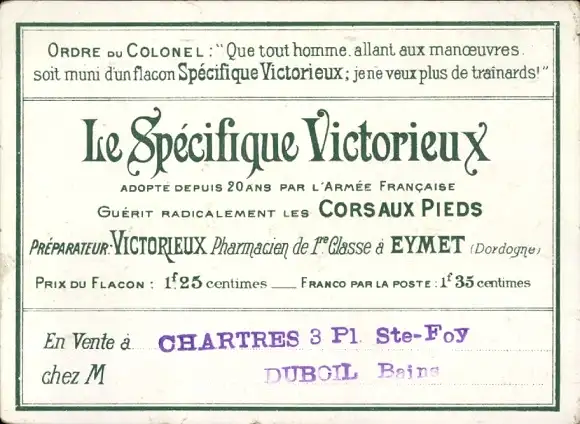 ORDRE DU COLONEL : "Que tout homme allant aux manœuvres
soit muni d'un flacon Spécifique Victorieux; je ne veux plus de trainards!"
Le Spécifique Victorieux
ADOPTÉ DEPUIS 20 ANS PAR L'ARMÉE FRANÇAISE
GUÉRIT RADICALEMENT LES CORS AUX PIEDS
PRÉPARATEUR: VICTORIEUX Pharmacien de 1re Classe à EYMET (Dordogne)
PRIX DU FLACON : 1f.25 centimes __ FRANCO PAR LA POSTE : 1f 35 centimes
En Vente à CHARTRES 3 Pl Ste-Foy
chez M DUBOIL Bains